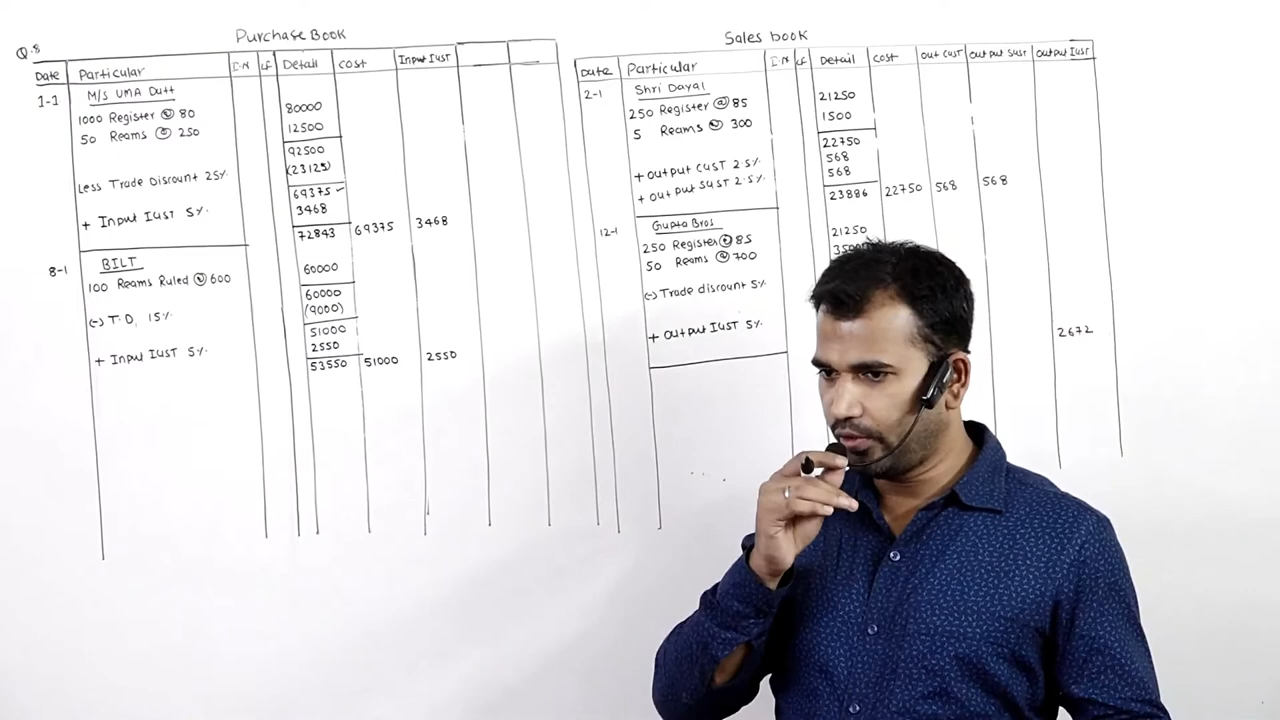 Q.8
Purchase Book
Date Particular I.N LF Detail Cost Input IGST
1-1 M/S UMA Dutt
1000 Register @ 80 80000
50 Reams @ 250 12500
92500
(23125)
Less Trade Discount 25%
69375
+ Input IGST 5% 3468
72843 69375 3468
8-1 BILT
100 Reams Ruled @ 600 60000
60000
(-) T.D. 15% (9000)
51000
+ Input IGST 5% 2550
53550 51000 2550
Sales book
Date Particular I.N LF Detail Cost Out CGST Output SGST Output IGST
2-1 Shri Dayal
250 Register @ 85 21250
5 Reams @ 300 1500
22750
+ Output CGST 2.5% 568
+ Output SGST 2.5% 568
23886 22750 568 568
12-1 Gupta Bros
250 Register @ 85 21250
50 Reams @ 700 35000
(-) Trade discount 5%
+ Output IGST 5% 2672